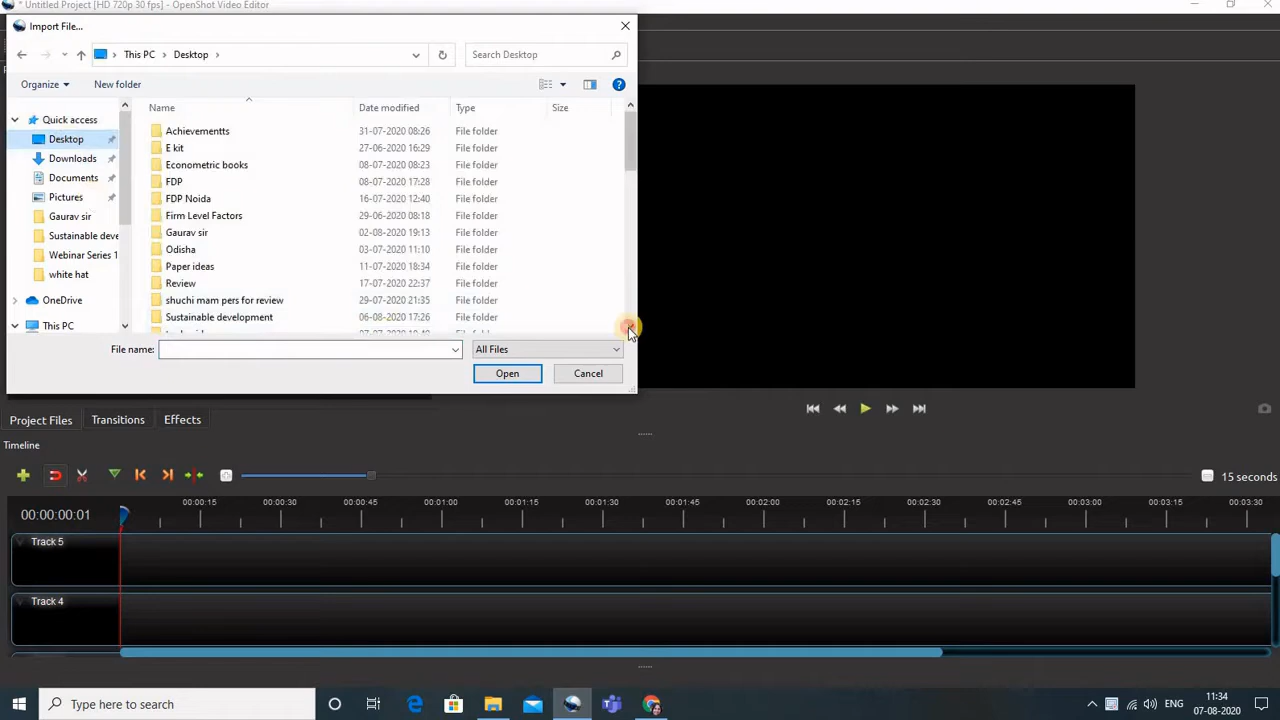 * Untitled Project [HD 720p 30 fps] - OpenShot Video Editor
Import File...
This PC > Desktop >
Search Desktop
Organize
New folder
Name Date modified Type Size
Quick access
Desktop
Downloads
Documents
Pictures
Gaurav sir
Sustainable deve
Webinar Series 1
white hat
OneDrive
This PC
Achievementts 31-07-2020 08:26 File folder
E kit 27-06-2020 16:29 File folder
Econometric books 08-07-2020 08:23 File folder
FDP 08-07-2020 17:28 File folder
FDP Noida 16-07-2020 12:40 File folder
Firm Level Factors 29-06-2020 08:18 File folder
Gaurav sir 02-08-2020 19:13 File folder
Odisha 03-07-2020 11:10 File folder
Paper ideas 11-07-2020 18:34 File folder
Review 17-07-2020 22:37 File folder
shuchi mam pers for review 29-07-2020 21:35 File folder
Sustainable development 06-08-2020 17:26 File folder
File name:
All Files
Open
Cancel
Project Files
Transitions
Effects
Timeline
15 seconds
00:00:00:01
00:00:15 00:00:30 00:00:45 00:01:00 00:01:15 00:01:30 00:01:45 00:02:00 00:02:15 00:02:30 00:02:45 00:03:00 00:03:15 00:03:30
Track 5
Track 4
Type here to search
ENG
11:34
07-08-2020